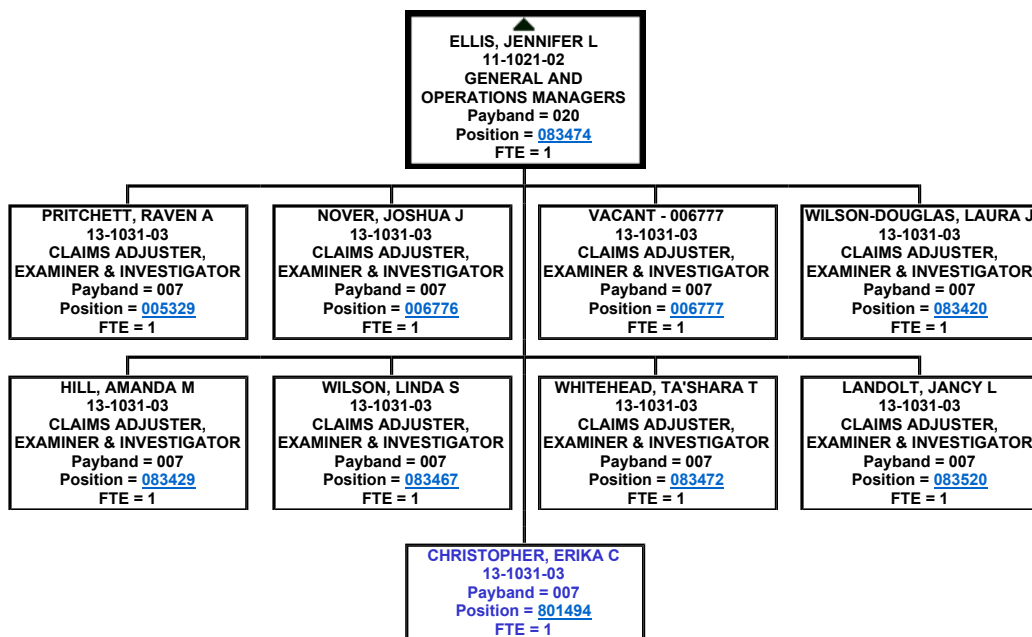 ELLIS, JENNIFER L
11-1021-02
GENERAL AND
OPERATIONS MANAGERS
Payband = 020
Position = 083474
FTE = 1
PRITCHETT, RAVEN A
13-1031-03
CLAIMS ADJUSTER,
EXAMINER & INVESTIGATOR
Payband = 007
Position = 005329
FTE = 1
NOVER, JOSHUA J
13-1031-03
CLAIMS ADJUSTER,
EXAMINER & INVESTIGATOR
Payband = 007
Position = 006776
FTE = 1
VACANT - 006777
13-1031-03
CLAIMS ADJUSTER,
EXAMINER & INVESTIGATOR
Payband = 007
Position = 006777
FTE = 1
WILSON-DOUGLAS, LAURA J
13-1031-03
CLAIMS ADJUSTER,
EXAMINER & INVESTIGATOR
Payband = 007
Position = 083420
FTE = 1
HILL, AMANDA M
13-1031-03
CLAIMS ADJUSTER,
EXAMINER & INVESTIGATOR
Payband = 007
Position = 083429
FTE = 1
WILSON, LINDA S
13-1031-03
CLAIMS ADJUSTER,
EXAMINER & INVESTIGATOR
Payband = 007
Position = 083467
FTE = 1
WHITEHEAD, TA'SHARA T
13-1031-03
CLAIMS ADJUSTER,
EXAMINER & INVESTIGATOR
Payband = 007
Position = 083472
FTE = 1
LANDOLT, JANCY L
13-1031-03
CLAIMS ADJUSTER,
EXAMINER & INVESTIGATOR
Payband = 007
Position = 083520
FTE = 1
CHRISTOPHER, ERIKA C
13-1031-03
Payband = 007
Position = 801494
FTE = 1